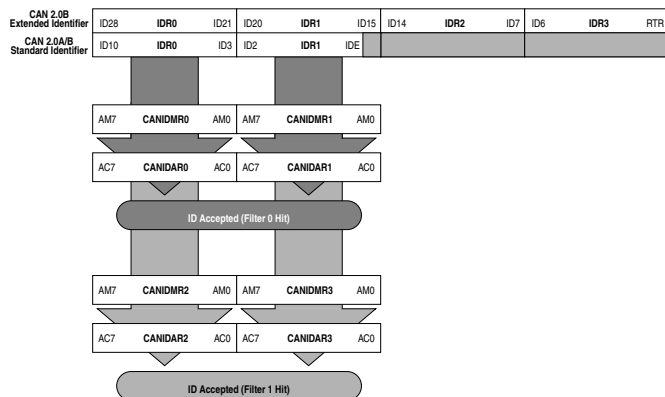 CAN 2.0B
Extended Identifier ID28 IDR0 ID21 ID20 IDR1 ID15 ID14 IDR2 ID7 ID6 IDR3 RTR
CAN 2.0A/B
Standard Identifier ID10 IDR0 ID3 ID2 IDR1 IDE
AM7 CANIDMR0 AM0 AM7 CANIDMR1 AM0
AC7 CANIDAR0 AC0 AC7 CANIDAR1 AC0
ID Accepted (Filter 0 Hit)
AM7 CANIDMR2 AM0 AM7 CANIDMR3 AM0
AC7 CANIDAR2 AC0 AC7 CANIDAR3 AC0
ID Accepted (Filter 1 Hit)